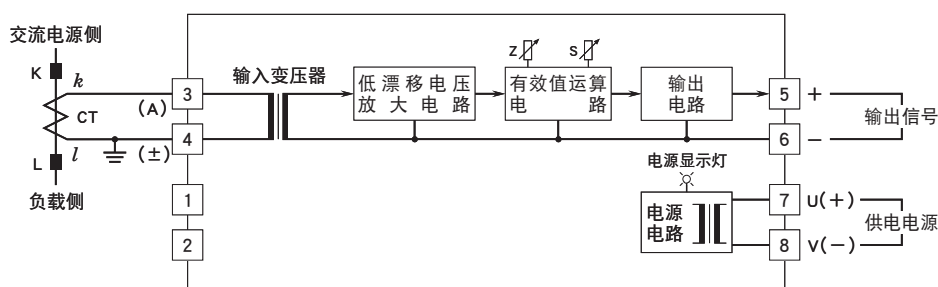 交流电源侧
K
k
CT
L
l
负载侧
3
(A)
4
(±)
1
2
输入变压器
低漂移电压
放大电路
Z
S
有效值运算
电路
输出
电路
5
+
6
−
输出信号
电源显示灯
电源
电路
7
U(+)
8
V(−)
供电电源